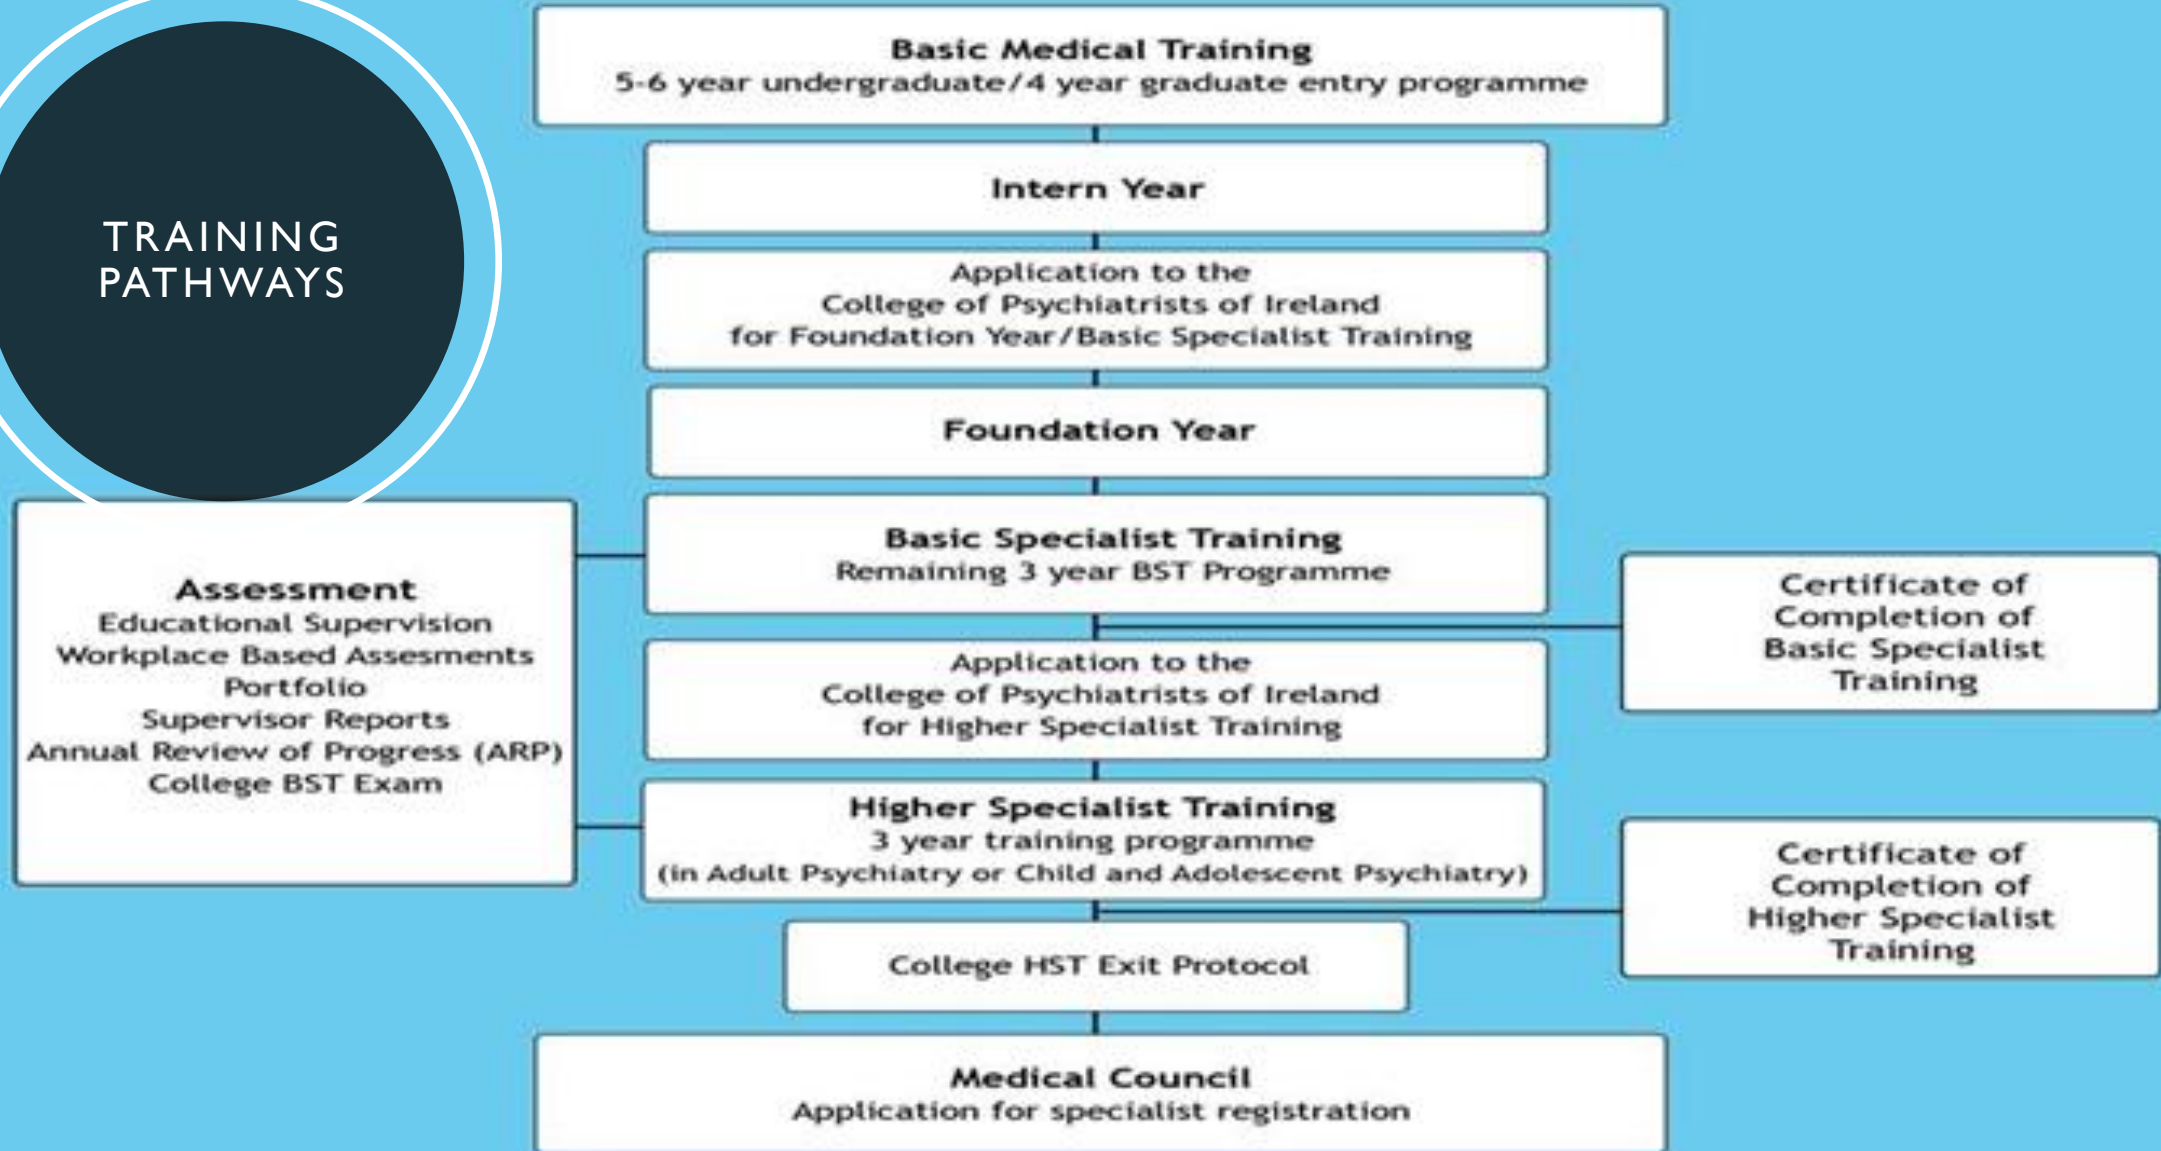 TRAINING
PATHWAYS
Basic Medical Training
5-6 year undergraduate/4 year graduate entry programme
Intern Year
Application to the
College of Psychiatrists of Ireland
for Foundation Year/Basic Specialist Training
Foundation Year
Basic Specialist Training
Remaining 3 year BST Programme
Assessment
Educational Supervision
Workplace Based Assesments
Portfolio
Supervisor Reports
Annual Review of Progress (ARP)
College BST Exam
Certificate of
Completion of
Basic Specialist
Training
Application to the
College of Psychiatrists of Ireland
for Higher Specialist Training
Higher Specialist Training
3 year training programme
(in Adult Psychiatry or Child and Adolescent Psychiatry)
Certificate of
Completion of
Higher Specialist
Training
College HST Exit Protocol
Medical Council
Application for specialist registration